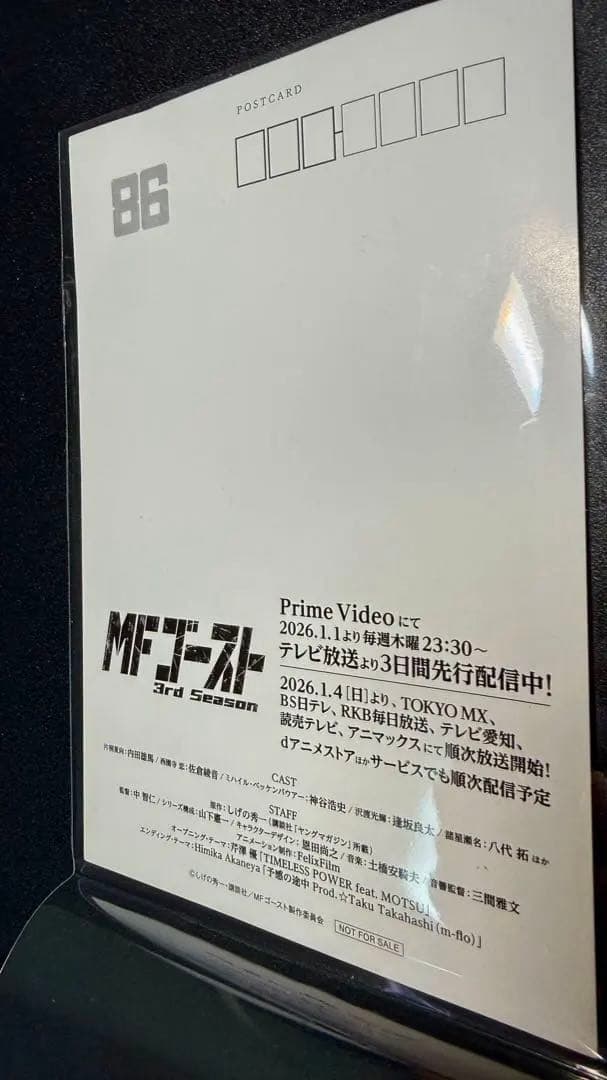 POSTCARD
86
MFゴースト
3rd Season
Prime Videoにて
2026.1.1より毎週木曜 23:30～
テレビ放送より3日間先行配信中!
2026.1.4［日］より、TOKYO MX、
BS日テレ、RKB毎日放送、テレビ愛知、
読売テレビ、アニマックスにて順次放送開始!
dアニメストアほかサービスでも順次配信予定
CAST
片桐夏向：内田雄馬／西園寺 恋：佐倉綾音／ミハイル・ベッケンバウアー：神谷浩史／沢渡光輝：逢坂良太／諸星瀬名：八代 拓 ほか
STAFF
原作：しげの秀一（講談社「ヤングマガジン」所載）
監督：中 智仁／シリーズ構成：山下憲一／キャラクターデザイン：恩田尚之／音楽：土橋安騎夫／音響監督：三間雅文
アニメーション制作：FelixFilm
オープニング・テーマ：芹澤 優「TIMELESS POWER feat. MOTSU」
エンディング・テーマ：Himika Akaneya「予感の途中 Prod.☆Taku Takahashi（m-flo）」
©しげの秀一・講談社／MFゴースト製作委員会
NOT FOR SALE